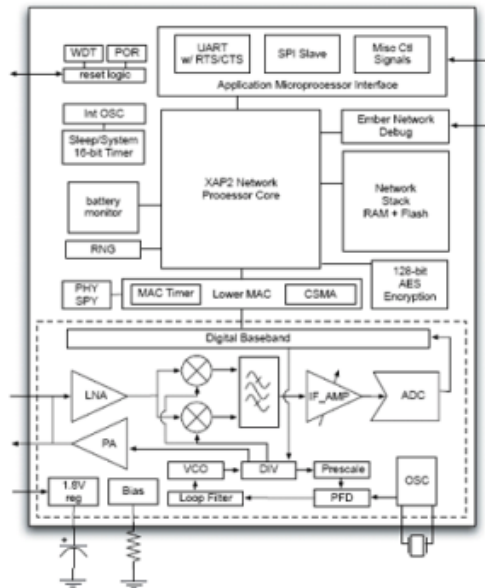 WDT
POR
reset logic
UART
w/ RTS/CTS
SPI Slave
Misc Ctl
Signals
Application Microprocessor Interface
Int OSC
Sleep/System
16-bit Timer
Ember Network
Debug
XAP2 Network
Processor Core
battery
monitor
Network
Stack
RAM + Flash
RNG
PHY
SPY
MAC Timer
Lower MAC
CSMA
128-bit
AES
Encryption
Digital Baseband
LNA
IF_AMP
ADC
PA
VCO
DIV
Prescale
OSC
1.8V
reg
Bias
Loop Filter
PFD
+